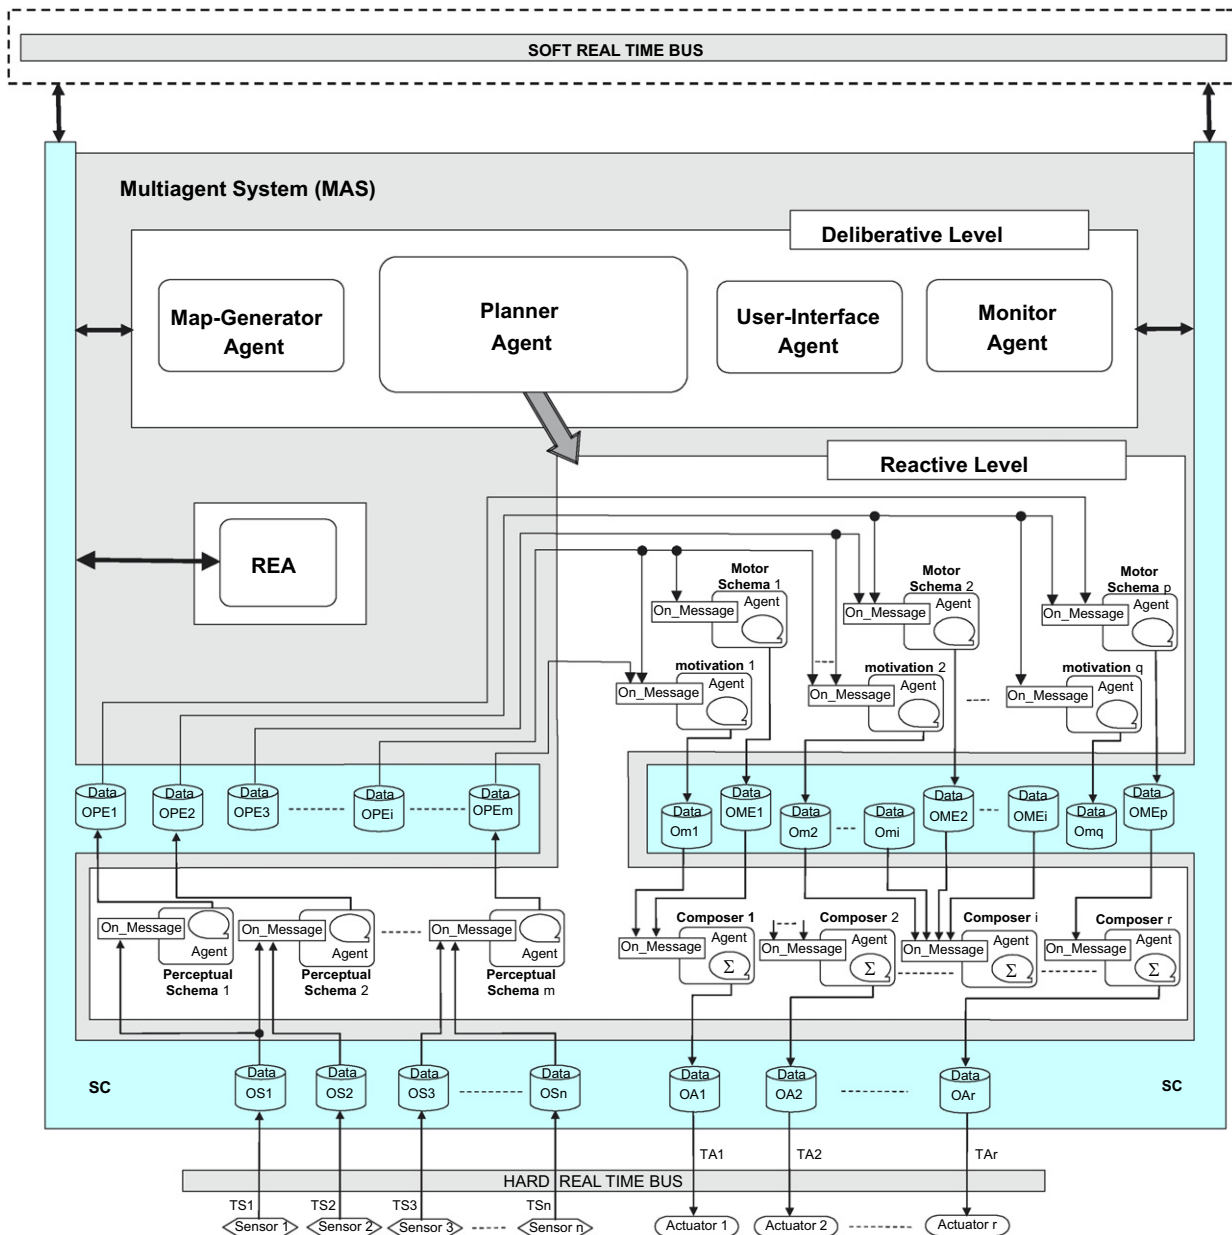 SOFT REAL TIME BUS
Multiagent System (MAS)
Deliberative Level
Map-Generator
Agent
Planner
Agent
User-Interface
Agent
Monitor
Agent
Reactive Level
REA
Motor
Schema 1
Agent
On_Message
Motor
Schema 2
Agent
On_Message
Motor
Schema p
Agent
On_Message
motivation 1
Agent
On_Message
motivation 2
Agent
On_Message
motivation q
Agent
On_Message
Data
OPE1
Data
OPE2
Data
OPE3
Data
OPEi
Data
OPEm
Data
Om1
Data
OME1
Data
Om2
Data
Omi
Data
OME2
Data
OMEi
Data
Omq
Data
OMEp
On_Message
Agent
Perceptual
Schema 1
On_Message
Agent
Perceptual
Schema 2
On_Message
Agent
Perceptual
Schema m
Composer 1
On_Message
Agent
Σ
Composer 2
On_Message
Agent
Σ
Composer i
On_Message
Agent
Σ
Composer r
On_Message
Agent
Σ
SC
Data
OS1
Data
OS2
Data
OS3
Data
OSn
Data
OA1
Data
OA2
Data
OAr
SC
TA1
TA2
TAr
HARD REAL TIME BUS
TS1
TS2
TS3
TSn
Sensor 1
Sensor 2
Sensor 3
Sensor n
Actuator 1
Actuator 2
Actuator r